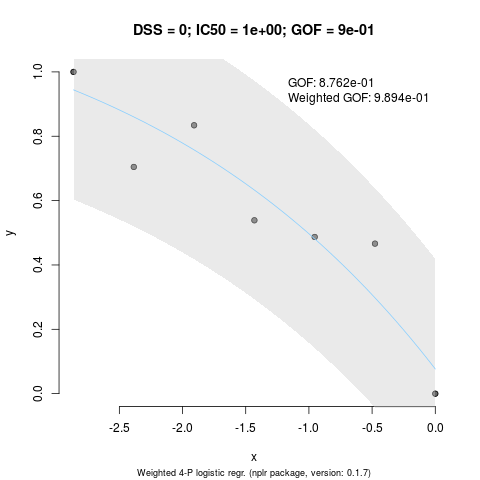 DSS = 0; IC50 = 1e+00; GOF = 9e-01
GOF: 8.762e-01
Weighted GOF: 9.894e-01
1.0
0.8
0.6
0.4
0.2
0.0
y
-2.5 -2.0 -1.5 -1.0 -0.5 0.0
x
Weighted 4-P logistic regr. (nplr package, version: 0.1.7)